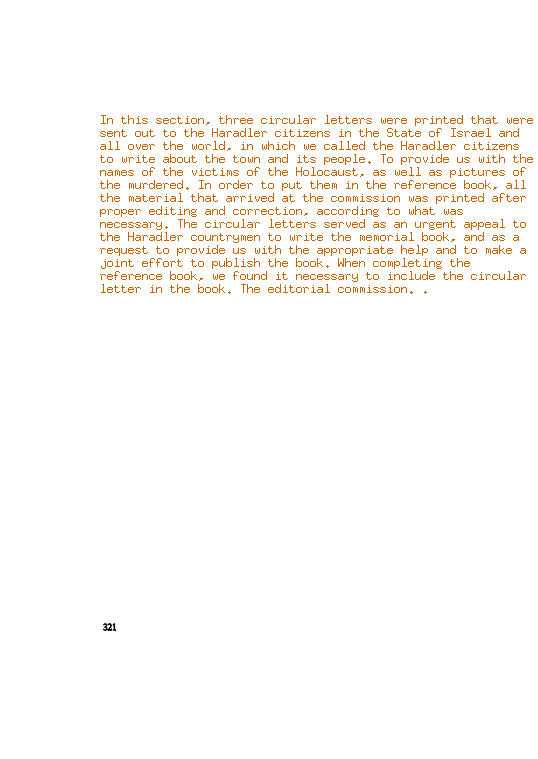 In this section, three circular letters were printed that were
sent out to the Haradler citizens in the State of Israel and
all over the world, in which we called the Haradler citizens
to write about the town and its people. To provide us with the
names of the victims of the Holocaust, as well as pictures of
the murdered. In order to put them in the reference book, all
the material that arrived at the commission was printed after
proper editing and correction, according to what was
necessary. The circular letters served as an urgent appeal to
the Haradler countrymen to write the memorial book, and as a
request to provide us with the appropriate help and to make a
joint effort to publish the book. When completing the
reference book, we found it necessary to include the circular
letter in the book. The editorial commission. .
321